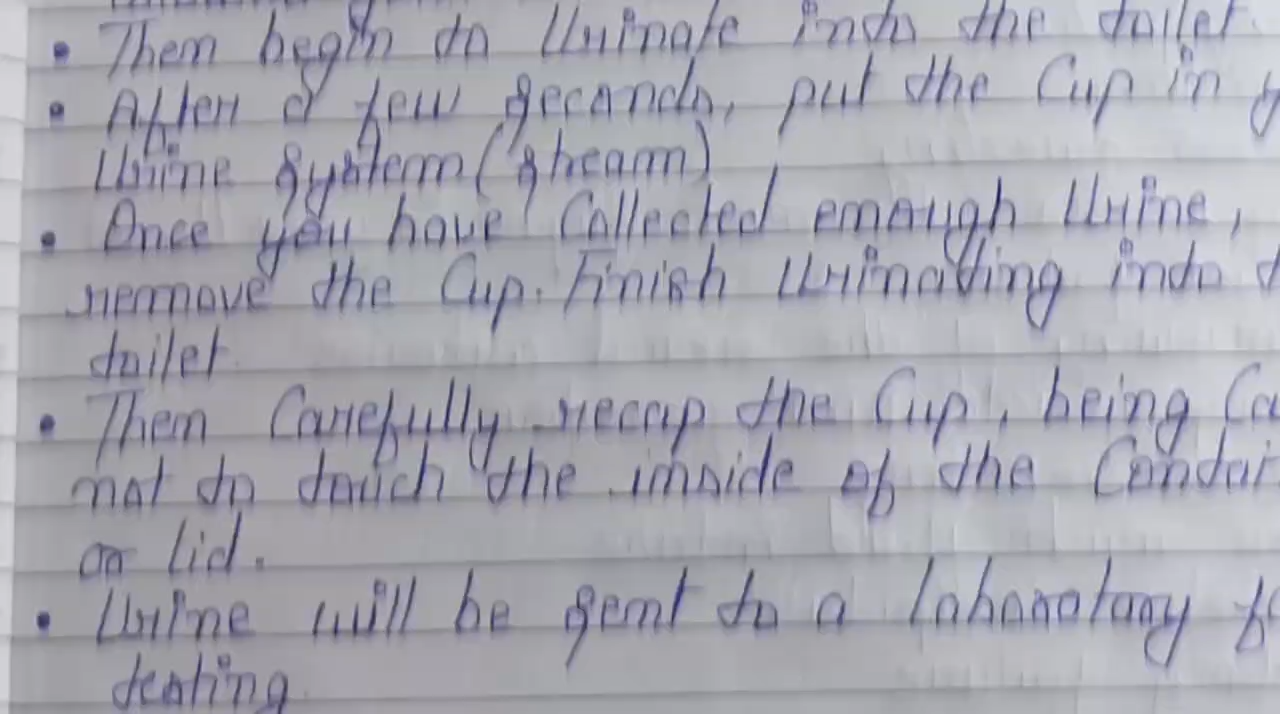 • Then begin to Urinate into the toilet.
• After a few seconds, put the Cup in
Urine System (stream)
• Once you have Collected enough Urine,
remove the Cup. Finish Urinating into
toilet
• Then Carefully recap the Cup, being
not to touch the inside of the
or lid.
• Urine will be sent to a laboratory
testing